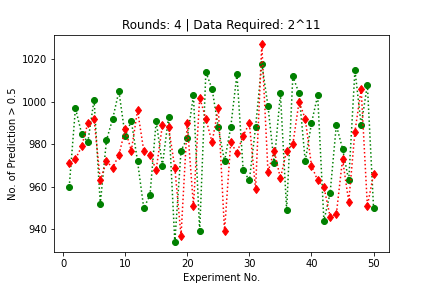 Rounds: 4 | Data Required: 2^11
No. of Prediction > 0.5
1020
1000
980
960
940
0 10 20 30 40 50
Experiment No.